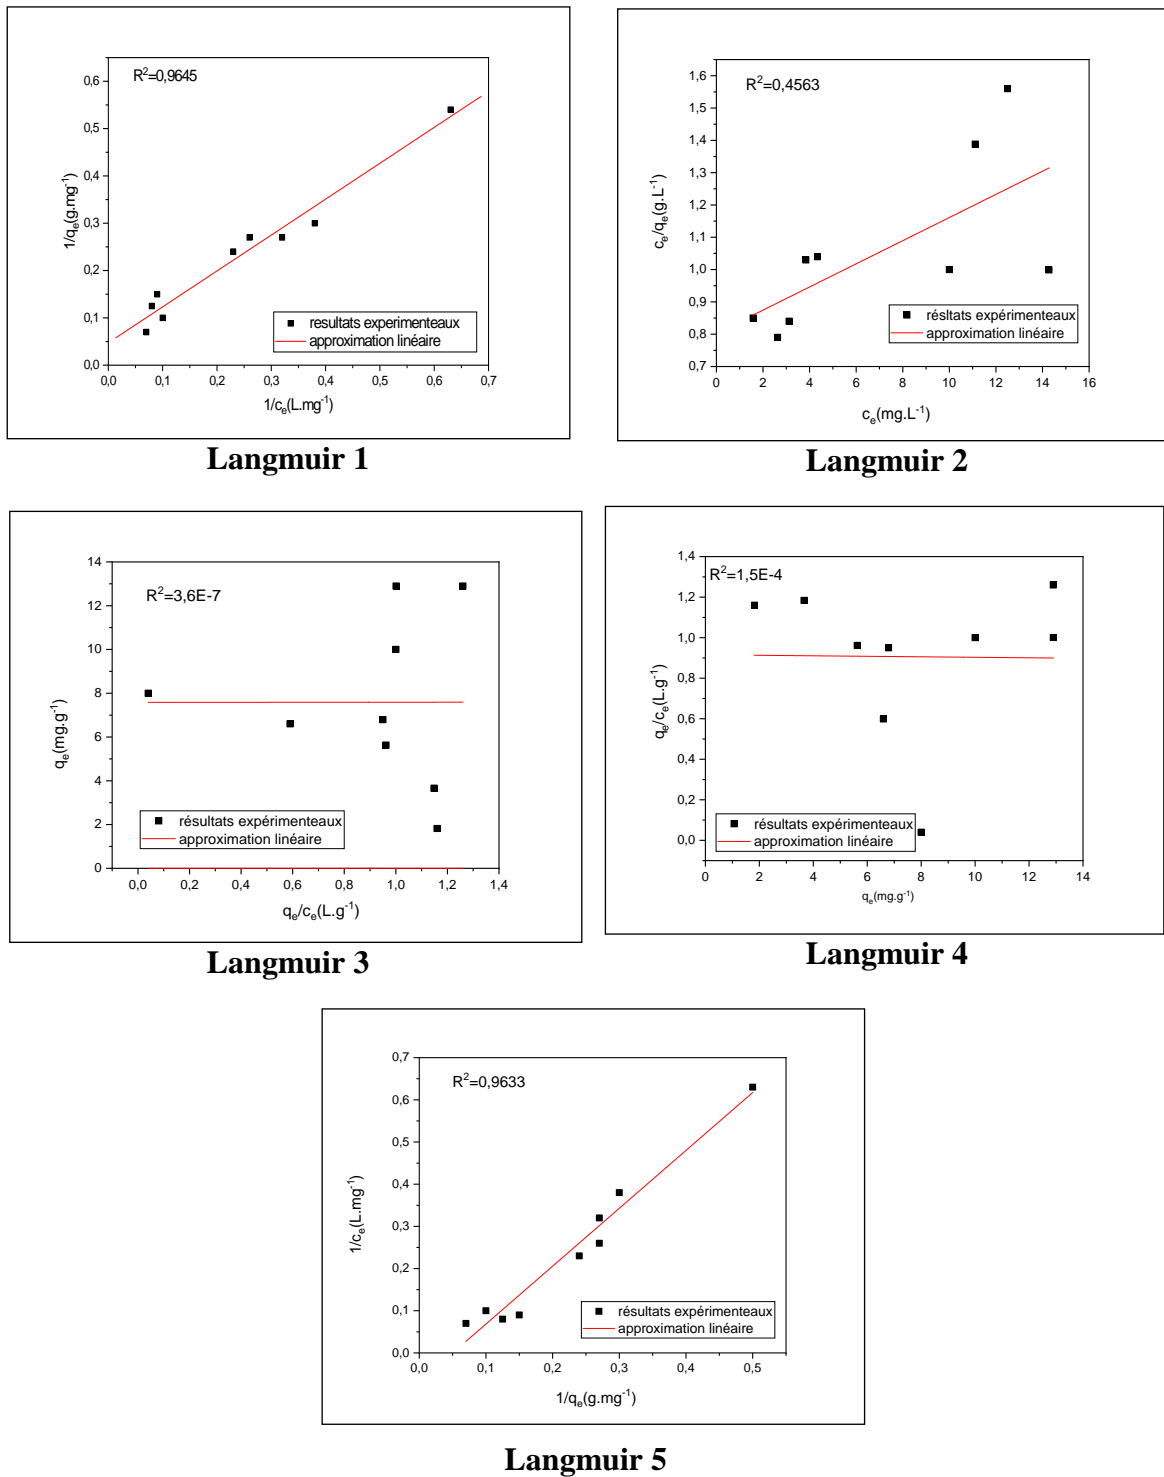 R²=0,9645
0,6
0,5
0,4
0,3
0,2
0,1
0,0
1/qₑ(g.mg⁻¹)
resultats experimenteaux
approximation linéaire
0,0 0,1 0,2 0,3 0,4 0,5 0,6 0,7
1/cₑ(L.mg⁻¹)
Langmuir 1
R²=0,4563
1,6
1,5
1,4
1,3
1,2
1,1
1,0
0,9
0,8
0,7
cₑ/qₑ(g.L⁻¹)
résltats expérimenteaux
approximation linéaire
0 2 4 6 8 10 12 14 16
cₑ(mg.L⁻¹)
Langmuir 2
R²=3,6E-7
14
12
10
8
6
4
2
0
qₑ(mg.g⁻¹)
résultats expérimenteaux
approximation linéaire
0,0 0,2 0,4 0,6 0,8 1,0 1,2 1,4
qₑ/cₑ(L.g⁻¹)
Langmuir 3
R²=1,5E-4
1,4
1,2
1,0
0,8
0,6
0,4
0,2
0,0
qₑ/cₑ(L.g⁻¹)
résultats expérimenteaux
approximation linéaire
0 2 4 6 8 10 12 14
qₑ(mg.g⁻¹)
Langmuir 4
R²=0,9633
0,7
0,6
0,5
0,4
0,3
0,2
0,1
0,0
1/cₑ(L.mg⁻¹)
résultats expérimenteaux
approximation linéaire
0,0 0,1 0,2 0,3 0,4 0,5
1/qₑ(g.mg⁻¹)
Langmuir 5